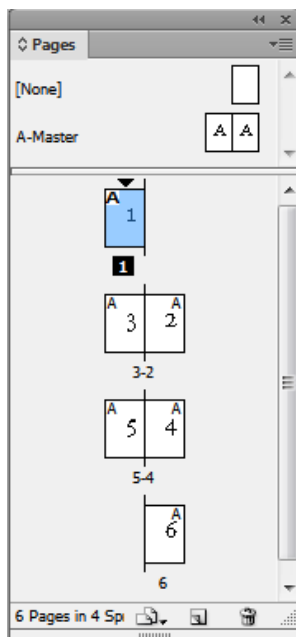 Pages
[None]
A-Master A A
A
1
1
A A
3 2
3-2
A A
5 4
5-4
A
6
6
6 Pages in 4 Spr